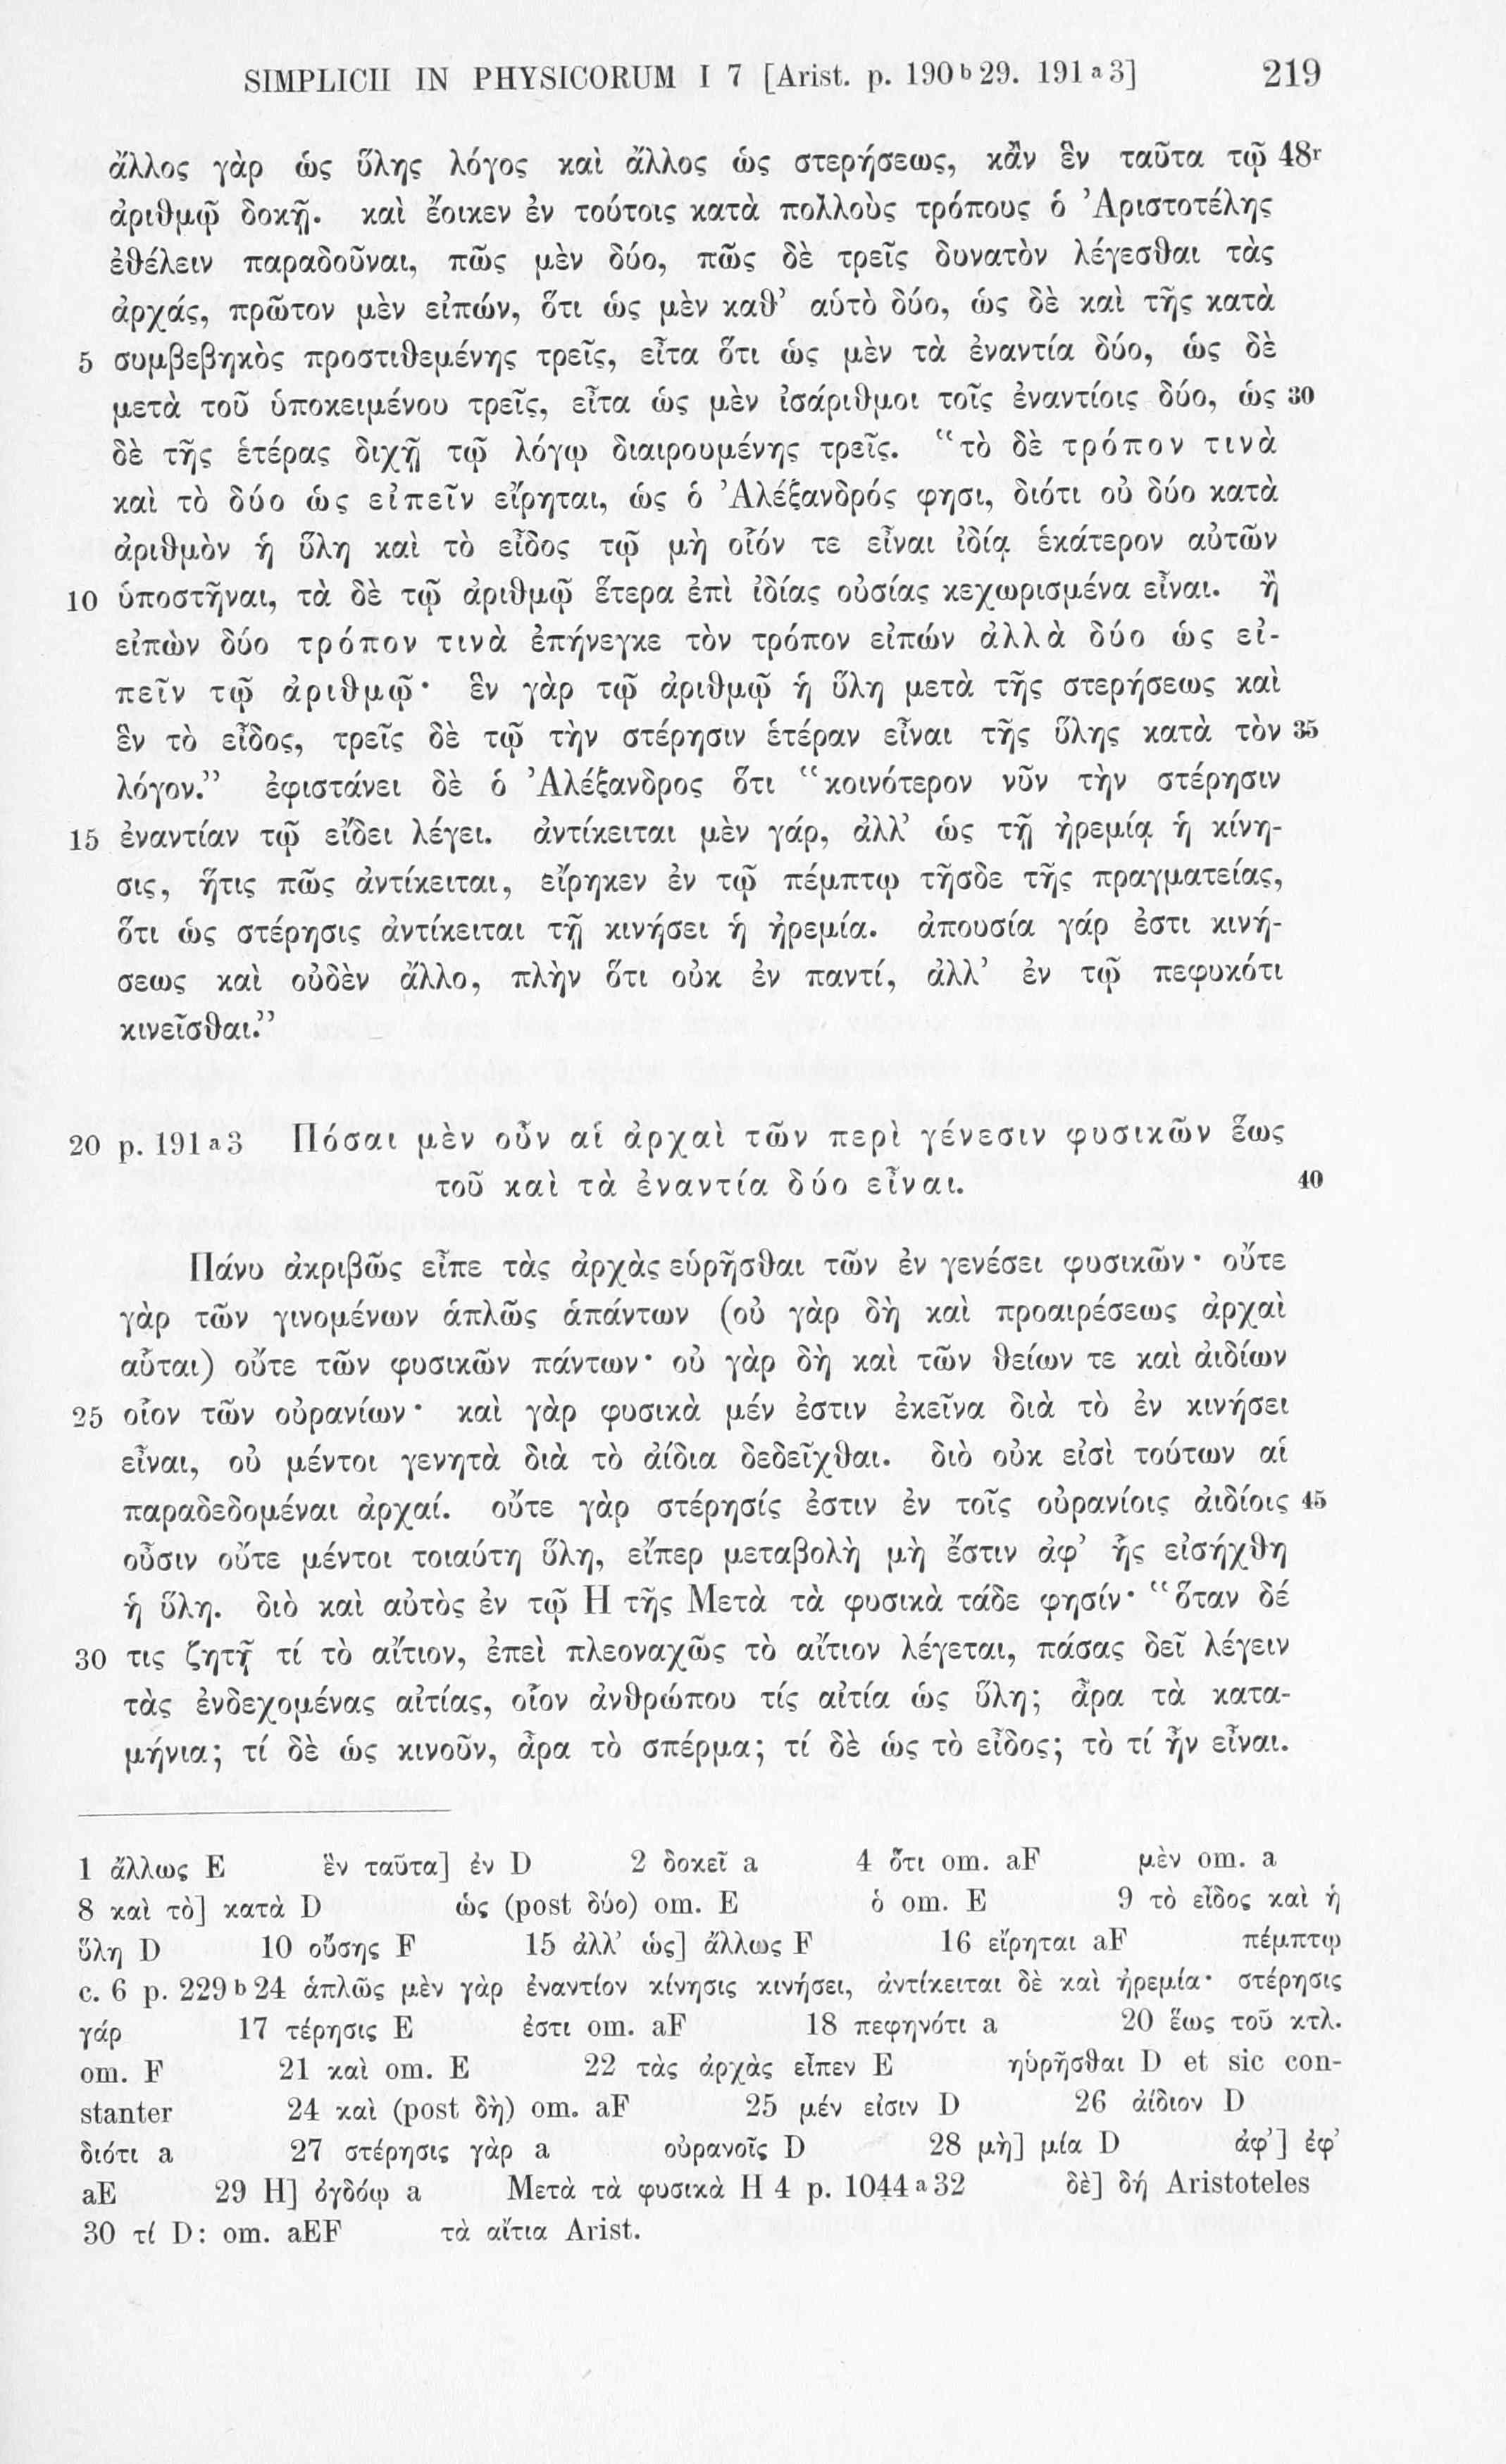 SIMPLICII IN PHYSICORUM I 7 [Arist. p. 190 b 29. 191 a 3] 219
ἄλλος γὰρ ὡς ὕλης λόγος καὶ ἄλλος ὡς στερήσεως, κἂν ἓν ταῦτα τῷ 48r
ἀριθμῷ δοκῇ. καὶ ἔοικεν ἐν τούτοις κατὰ πολλοὺς τρόπους ὁ Ἀριστοτέλης
ἐθέλειν παραδοῦναι, πῶς μὲν δύο, πῶς δὲ τρεῖς δυνατὸν λέγεσθαι τὰς
ἀρχάς, πρῶτον μὲν εἰπών, ὅτι ὡς μὲν καθ’ αὑτὸ δύο, ὡς δὲ καὶ τῆς κατὰ
5 συμβεβηκὸς προστιθεμένης τρεῖς, εἶτα ὅτι ὡς μὲν τὰ ἐναντία δύο, ὡς δὲ
μετὰ τοῦ ὑποκειμένου τρεῖς, εἶτα ὡς μὲν ἰσάριθμοι τοῖς ἐναντίοις δύο, ὡς 30
δὲ τῆς ἑτέρας διχῇ τῷ λόγῳ διαιρουμένης τρεῖς. “τὸ δὲ τρόπον τινὰ
καὶ τὸ δύο ὡς εἰπεῖν εἴρηται, ὡς ὁ Ἀλέξανδρός φησι, διότι οὐ δύο κατὰ
ἀριθμὸν ἡ ὕλη καὶ τὸ εἶδος τῷ μὴ οἷόν τε εἶναι ἰδίᾳ ἑκάτερον αὐτῶν
10 ὑποστῆναι, τὰ δὲ τῷ ἀριθμῷ ἕτερα ἐπὶ ἰδίας οὐσίας κεχωρισμένα εἶναι. ἢ
εἰπὼν δύο τρόπον τινὰ ἐπήνεγκε τὸν τρόπον εἰπών ἀλλὰ δύο ὡς εἰ-
πεῖν τῷ ἀριθμῷ· ἓν γὰρ τῷ ἀριθμῷ ἡ ὕλη μετὰ τῆς στερήσεως καὶ
ἓν τὸ εἶδος, τρεῖς δὲ τῷ τὴν στέρησιν ἑτέραν εἶναι τῆς ὕλης κατὰ τὸν 35
λόγον.” ἐφιστάνει δὲ ὁ Ἀλέξανδρος ὅτι “κοινότερον νῦν τὴν στέρησιν
15 ἐναντίαν τῷ εἴδει λέγει. ἀντίκειται μὲν γάρ, ἀλλ’ ὡς τῇ ἠρεμίᾳ ἡ κίνη-
σις, ἥτις πῶς ἀντίκειται, εἴρηκεν ἐν τῷ πέμπτῳ τῆσδε τῆς πραγματείας,
ὅτι ὡς στέρησις ἀντίκειται τῇ κινήσει ἡ ἠρεμία. ἀπουσία γάρ ἐστι κινή-
σεως καὶ οὐδὲν ἄλλο, πλὴν ὅτι οὐκ ἐν παντί, ἀλλ’ ἐν τῷ πεφυκότι
κινεῖσθαι.”
20 p. 191 a 3 Πόσαι μὲν οὖν αἱ ἀρχαὶ τῶν περὶ γένεσιν φυσικῶν ἕως
τοῦ καὶ τὰ ἐναντία δύο εἶναι. 40
Πάνυ ἀκριβῶς εἶπε τὰς ἀρχὰς εὑρῆσθαι τῶν ἐν γενέσει φυσικῶν· οὔτε
γὰρ τῶν γινομένων ἁπλῶς ἁπάντων (οὐ γὰρ δὴ καὶ προαιρέσεως ἀρχαὶ
αὗται) οὔτε τῶν φυσικῶν πάντων· οὐ γὰρ δὴ καὶ τῶν θείων τε καὶ ἀιδίων
25 οἷον τῶν οὐρανίων· καὶ γὰρ φυσικὰ μέν ἐστιν ἐκεῖνα διὰ τὸ ἐν κινήσει
εἶναι, οὐ μέντοι γενητὰ διὰ τὸ ἀίδια δεδεῖχθαι. διὸ οὐκ εἰσὶ τούτων αἱ
παραδεδομέναι ἀρχαί. οὔτε γὰρ στέρησίς ἐστιν ἐν τοῖς οὐρανίοις ἀιδίοις 45
οὖσιν οὔτε μέντοι τοιαύτη ὕλη, εἴπερ μεταβολὴ μὴ ἔστιν ἀφ’ ἧς εἰσήχθη
ἡ ὕλη. διὸ καὶ αὐτὸς ἐν τῷ Η τῆς Μετὰ τὰ φυσικὰ τάδε φησίν· “ὅταν δέ
30 τις ζητῇ τί τὸ αἴτιον, ἐπεὶ πλεοναχῶς τὸ αἴτιον λέγεται, πάσας δεῖ λέγειν
τὰς ἐνδεχομένας αἰτίας, οἷον ἀνθρώπου τίς αἰτία ὡς ὕλη; ἆρα τὰ κατα-
μήνια; τί δὲ ὡς κινοῦν, ἆρα τὸ σπέρμα; τί δὲ ὡς τὸ εἶδος; τὸ τί ἦν εἶναι.
1 ἄλλως E ἓν ταῦτα] ἐν D 2 δοκεῖ a 4 ὅτι om. aF μὲν om. a
8 καὶ τὸ] κατὰ D ὡς (post δύο) om. E ὁ om. E 9 τὸ εἶδος καὶ ἡ
ὕλη D 10 οὔσης F 15 ἀλλ’ ὡς] ἄλλως F 16 εἴρηται aF πέμπτῳ
c. 6 p. 229 b 24 ἁπλῶς μὲν γὰρ ἐναντίον κίνησις κινήσει, ἀντίκειται δὲ καὶ ἠρεμία· στέρησις
γάρ 17 τέρησις E ἐστι om. aF 18 πεφηνότι a 20 ἕως τοῦ κτλ.
om. F 21 καὶ om. E 22 τὰς ἀρχὰς εἶπεν E ηὑρῆσθαι D et sic con-
stanter 24 καὶ (post δὴ) om. aF 25 μέν εἰσιν D 26 ἀίδιον D
διότι a 27 στέρησις γὰρ a οὐρανοῖς D 28 μὴ] μία D ἀφ’] ἐφ’
aE 29 Η] ὀγδόῳ a Μετὰ τὰ φυσικὰ Η 4 p. 1044 a 32 δὲ] δή Aristoteles
30 τί D: om. aEF τὰ αἴτια Arist.